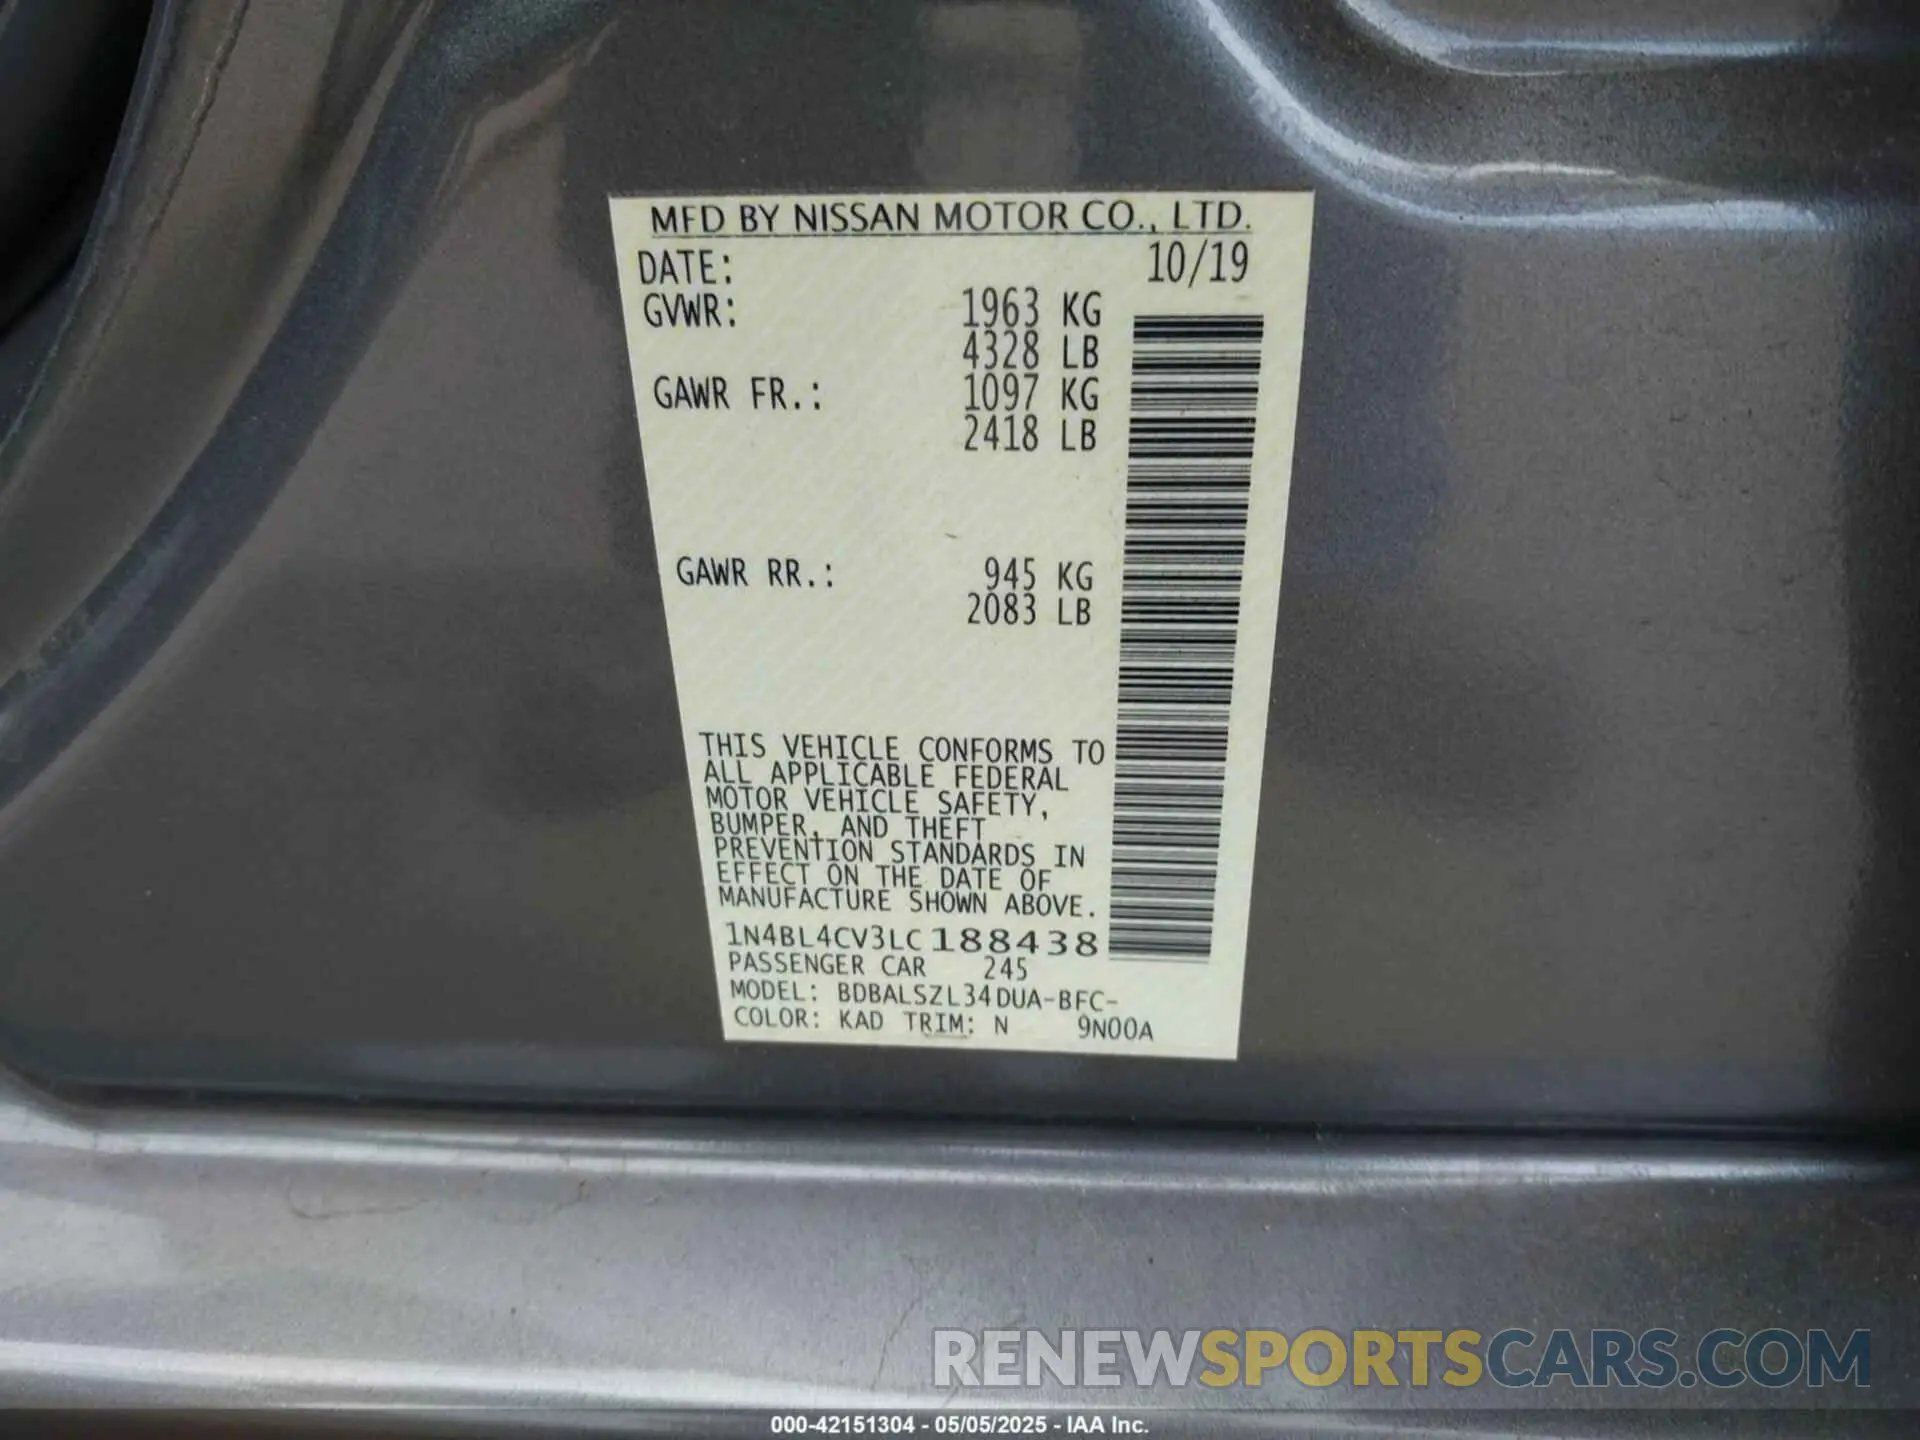 MFD BY NISSAN MOTOR CO., LTD.
DATE: 10/19
GVWR: 1963 KG
4328 LB
GAWR FR.: 1097 KG
2418 LB
GAWR RR.: 945 KG
2083 LB
THIS VEHICLE CONFORMS TO
ALL APPLICABLE FEDERAL
MOTOR VEHICLE SAFETY,
BUMPER, AND THEFT
PREVENTION STANDARDS IN
EFFECT ON THE DATE OF
MANUFACTURE SHOWN ABOVE.
1N4BL4CV3LC188438
PASSENGER CAR 245
MODEL: BDBALSZL34DUA-BFC-
COLOR: KAD TRIM: N 9N00A
RENEWSPORTSCARS.COM
000-42151304 - 05/05/2025 - IAA Inc.